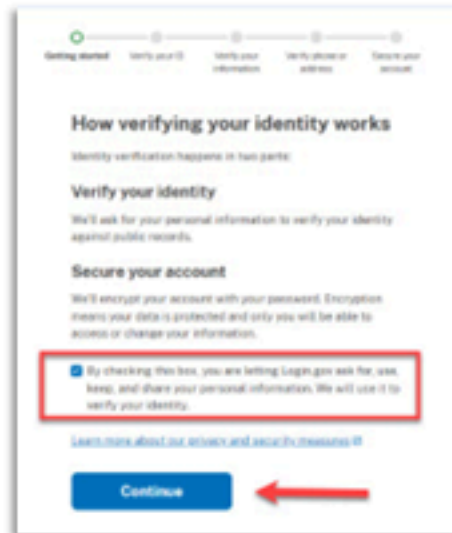 Getting started
Verify your ID
Verify your
information
Verify phone or
address
Secure your
account
How verifying your identity works
Identity verification happens in two parts:
Verify your identity
We'll ask for your personal information to verify your identity
against public records.
Secure your account
We'll encrypt your account with your password. Encryption
means your data is protected and only you will be able to
access or change your information.
By checking this box, you are letting Login.gov ask for, use,
keep, and share your personal information. We will use it to
verify your identity.
Learn more about our privacy and security measures
Continue